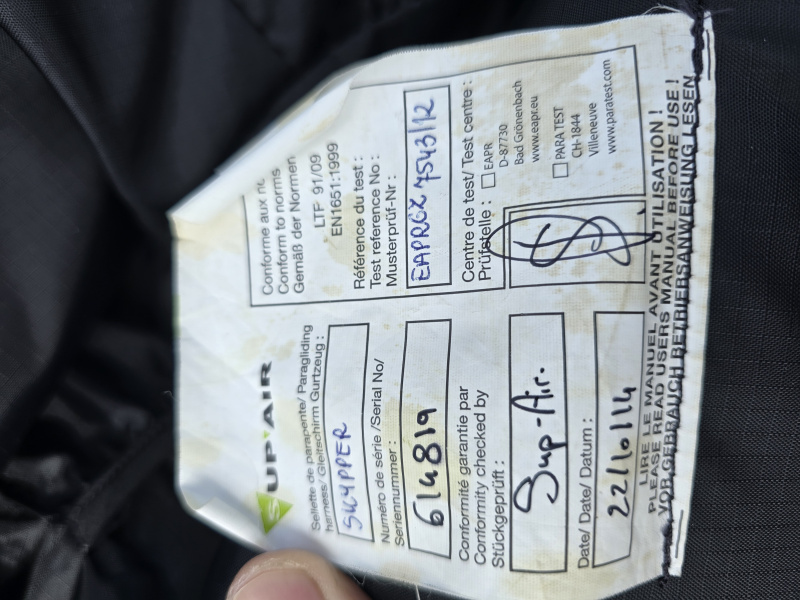 SUP'AIR
Sellette de parapente/ Paragliding
harness/ Gleitschirm Gurtzeug :
SKYPPER
Numéro de série /Serial No/
Seriennummer :
614819
Conformité garantie par
Conformity checked by
Stückgeprüft :
Sup-Air.
Date/ Date/ Datum :
22/10/14
Conforme aux
Conform to norms
Gemäß der Normen
LTF 91/09
EN1651:1999
Référence du test :
Test reference No :
Musterprüf-Nr :
7543/12
Centre de test/ Test centre :
Prüfstelle :
EAPR
D-87730
Bad Grönenbach
www.eapr.eu
PARA TEST
CH-1844
Villeneuve
www.paratest.com
LIRE LE MANUEL AVANT UTILISATION !
PLEASE READ USERS MANUAL BEFORE USE !
VOR GEBRAUCH BETRIEBSANWEISUNG LESEN